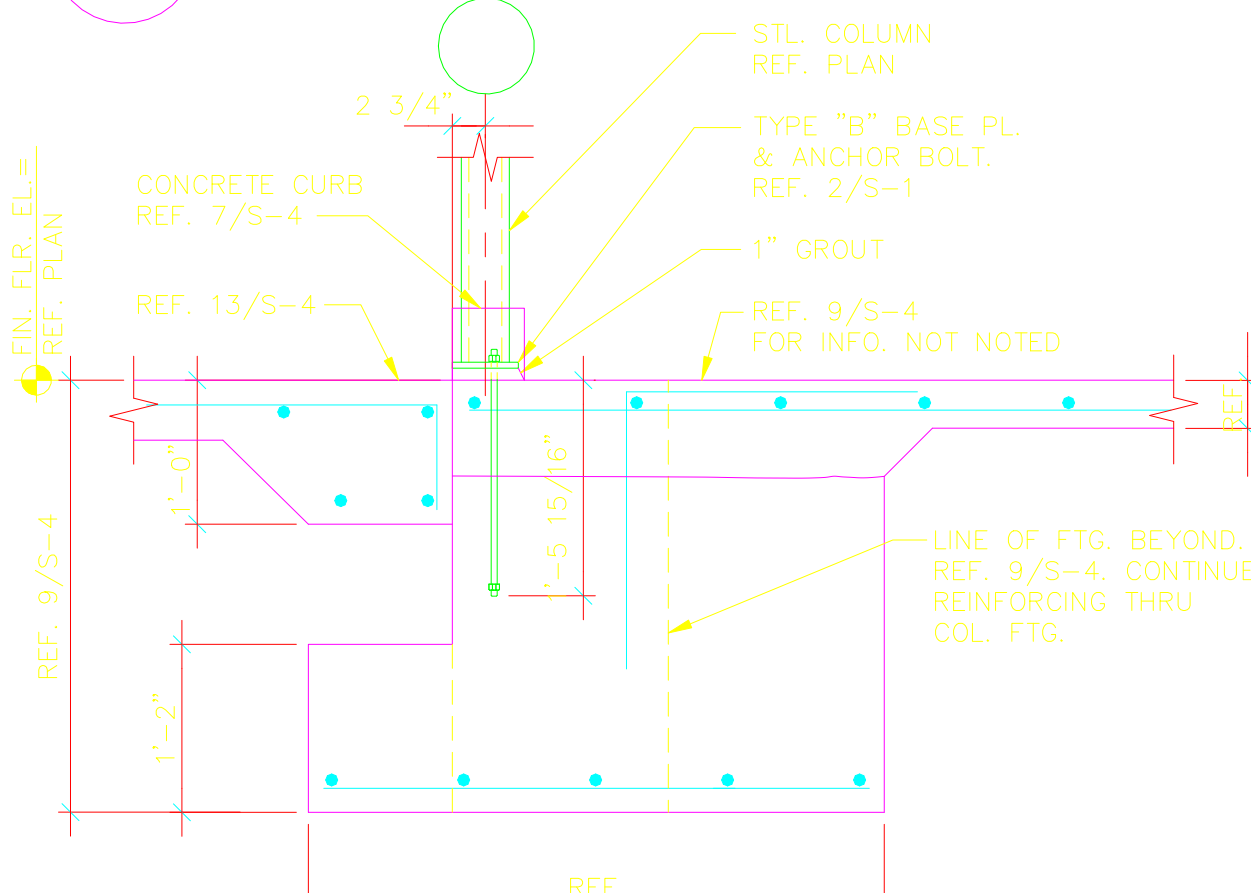 STL. COLUMN
REF. PLAN
2 3/4"
TYPE "B" BASE PL.
& ANCHOR BOLT.
REF. 2/S-1
CONCRETE CURB
REF. 7/S-4
1" GROUT
FIN. FLR. EL.=
REF. PLAN
REF. 13/S-4
REF. 9/S-4
FOR INFO. NOT NOTED
REF
1'-0"
1'-5 15/16"
REF. 9/S-4
LINE OF FTG. BEYOND.
REF. 9/S-4. CONTINUE
REINFORCING THRU
COL. FTG.
1'-2"
REF